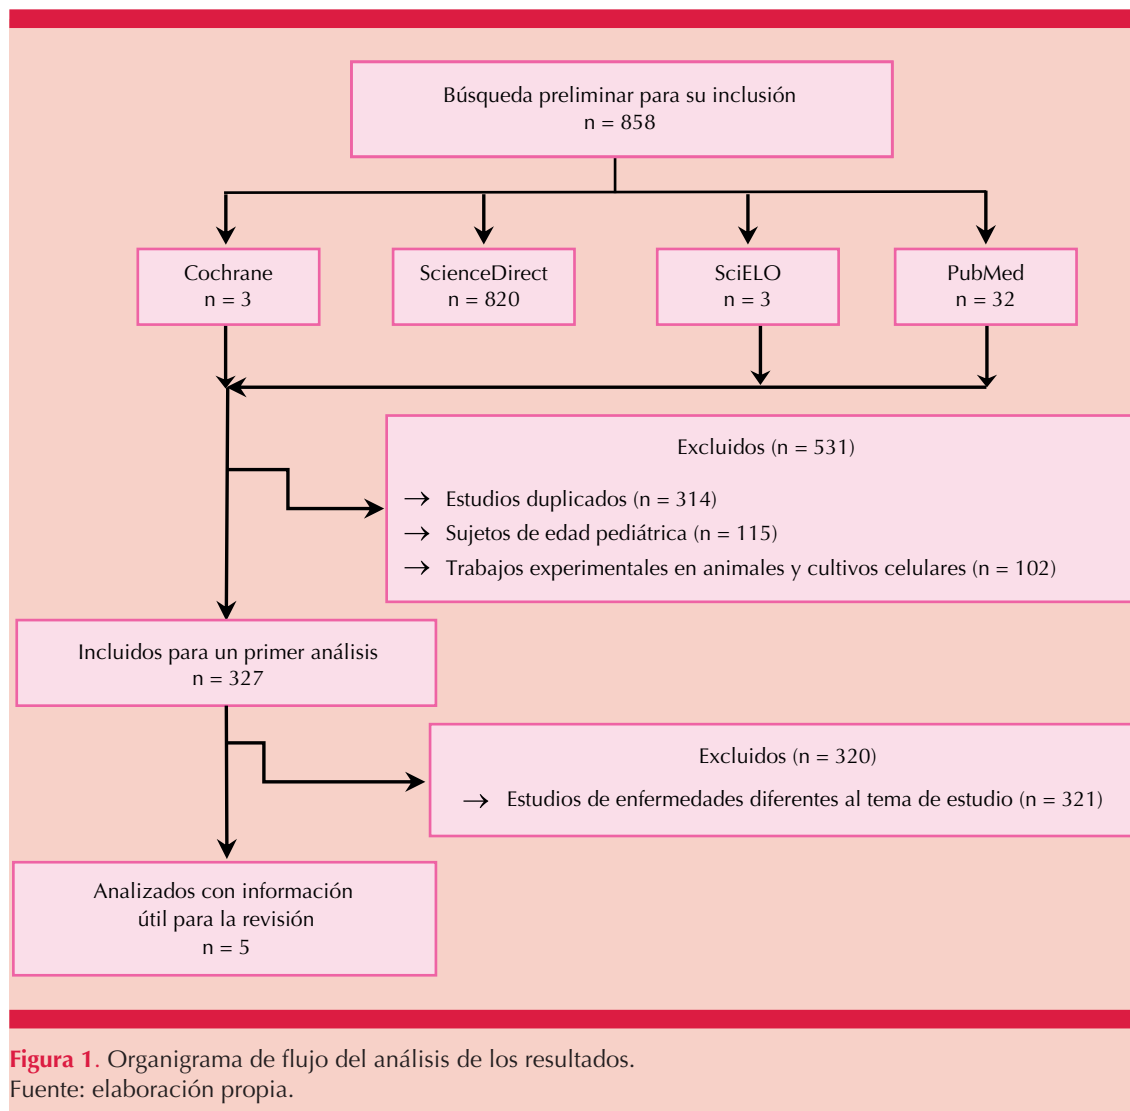 Búsqueda preliminar para su inclusión
n = 858
Cochrane
n = 3
ScienceDirect
n = 820
SciELO
n = 3
PubMed
n = 32
Excluidos (n = 531)
→ Estudios duplicados (n = 314)
→ Sujetos de edad pediátrica (n = 115)
→ Trabajos experimentales en animales y cultivos celulares (n = 102)
Incluidos para un primer análisis
n = 327
Excluidos (n = 320)
→ Estudios de enfermedades diferentes al tema de estudio (n = 321)
Analizados con información
útil para la revisión
n = 5
Figura 1. Organigrama de flujo del análisis de los resultados.
Fuente: elaboración propia.